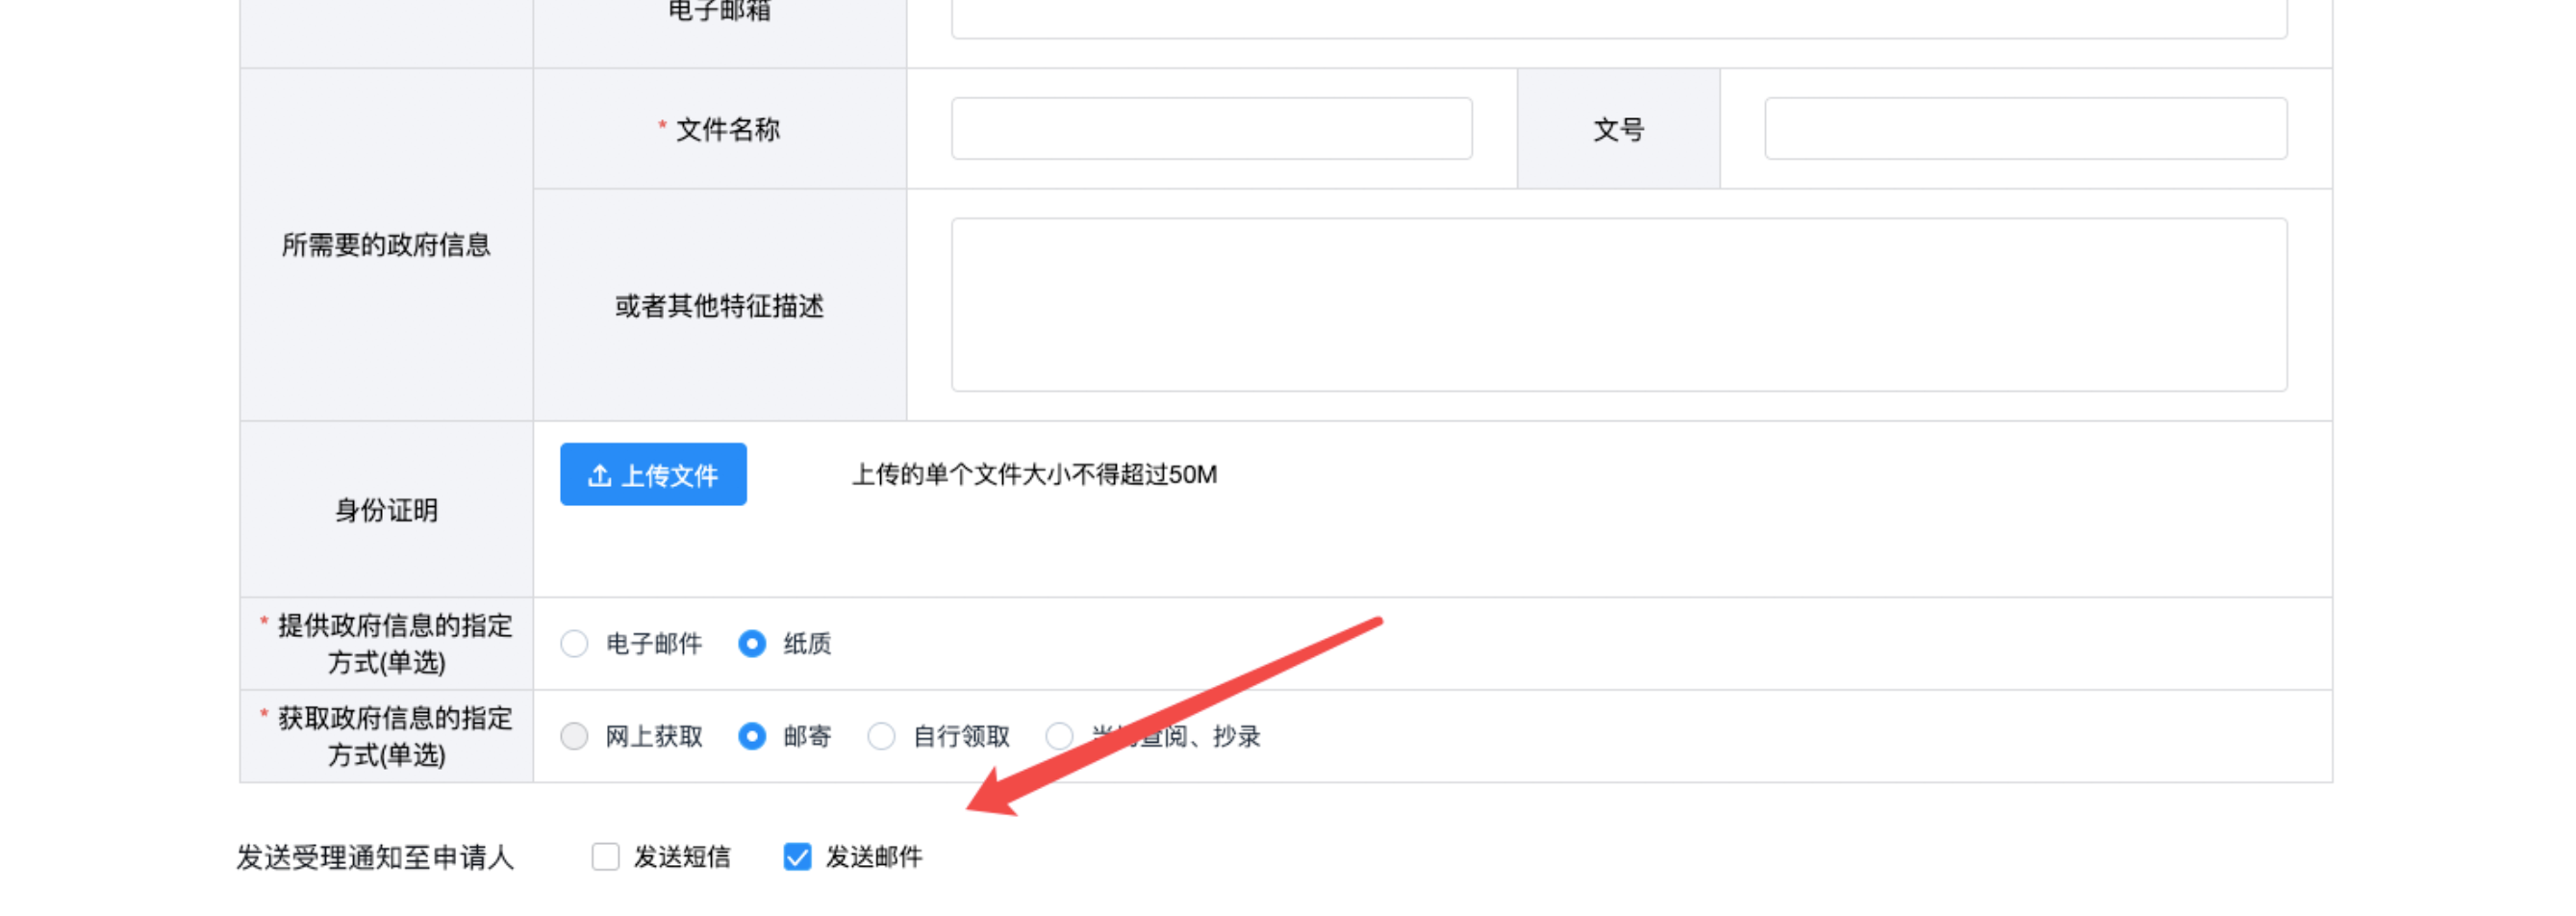 电子邮箱
* 文件名称
文号
所需要的政府信息
或者其他特征描述
上传文件
上传的单个文件大小不得超过50M
身份证明
* 提供政府信息的指定
方式(单选)
电子邮件
纸质
* 获取政府信息的指定
方式(单选)
网上获取
邮寄
自行领取
查阅、抄录
发送受理通知至申请人
发送短信
发送邮件